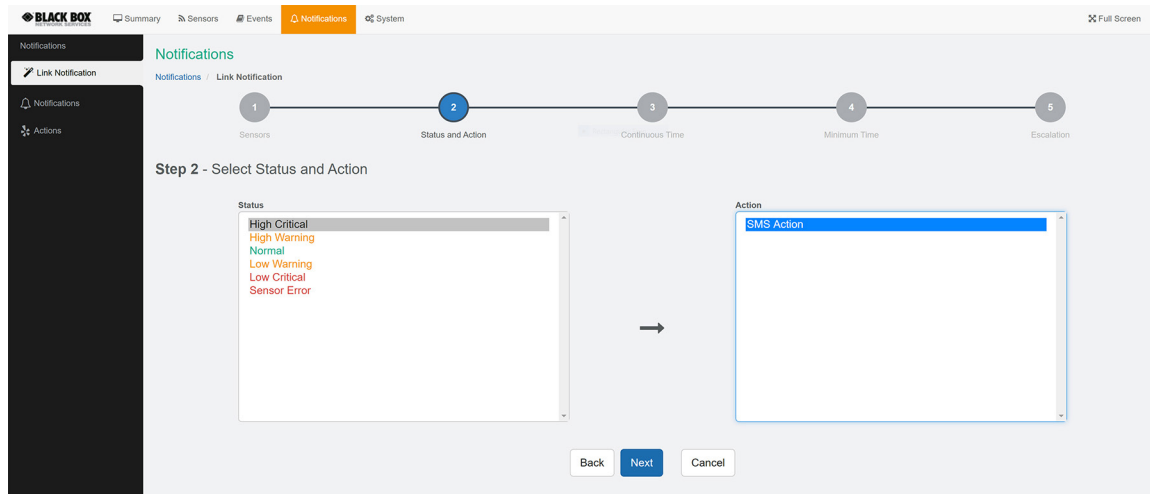 BLACK BOX
NETWORK SERVICES
Summary Sensors Events Notifications System Full Screen
Notifications
Link Notification
Notifications
Actions
Notifications
Notifications / Link Notification
1 2 3 4 5
Sensors Status and Action Continuous Time Minimum Time Escalation
Step 2 - Select Status and Action
Status
High Critical
High Warning
Normal
Low Warning
Low Critical
Sensor Error
Action
SMS Action
Back Next Cancel